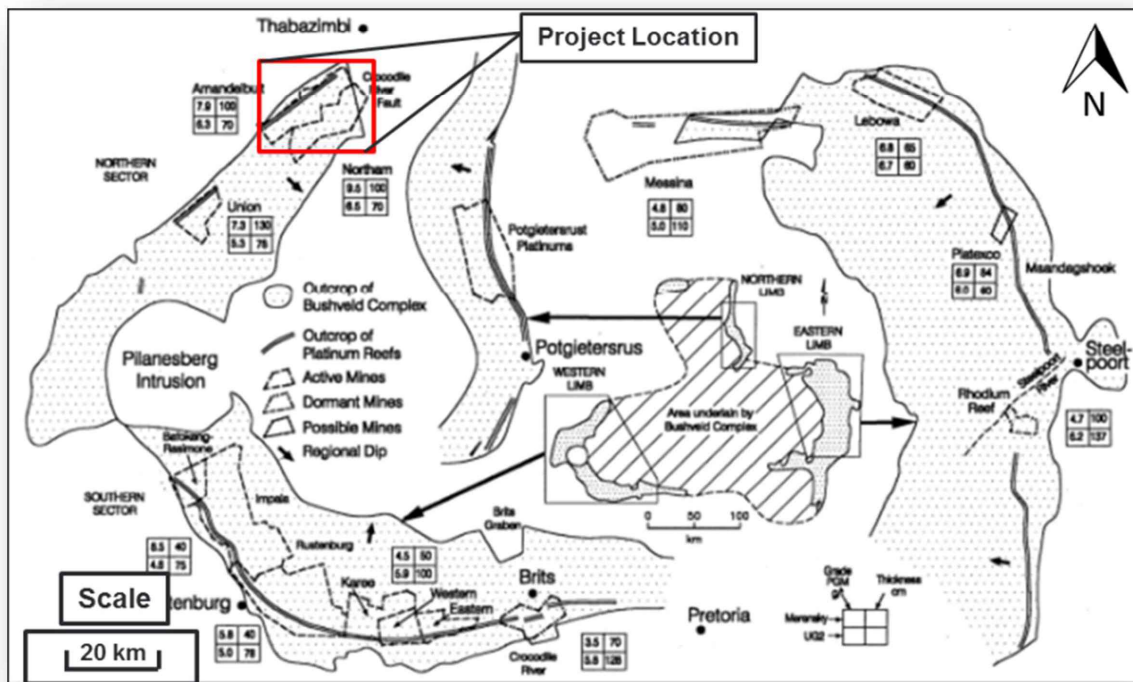 Thabazimbi
Project Location
N
Amandelbult
7.9 100
6.3 70
Crocodile
River
Fault
NORTHERN
SECTOR
Northam
9.5 100
6.5 70
Union
7.3 130
5.3 75
Lebowa
6.8 65
6.7 60
Messina
4.8 80
5.0 110
Potgietersrust
Platinums
Platexco
Maandagshoek
Outcrop of
Bushveld Complex
Outcrop of
Platinum Reefs
Active Mines
Dormant Mines
Possible Mines
Regional Dip
Pilanesberg
Intrusion
Potgietersrus
NORTHERN
LIMB
N
EASTERN
LIMB
WESTERN
LIMB
Area underlain by
Bushveld Complex
0 50 100
km
Steel-
poort
Steelpoort
River
Rhodium
Reef
4.7 100
6.2 137
Bafokeng-
Rasimone
Impala
SOUTHERN
SECTOR
Rustenburg
Brits
Graben
4.5 50
5.9 100
Karee
Western
Eastern
Brits
Scale
tenburg
20 km
5.8 40
5.0 78
Crocodile
River
3.5 70
Pretoria
Grade
PGM
Thickness
cm
Merensky
UG2